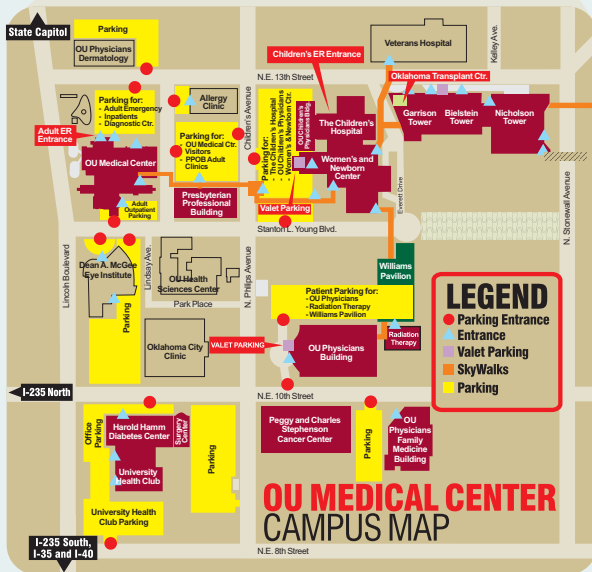 State Capitol
Parking
OU Physicians
Dermatology
Veterans Hospital
Kelley Ave.
Children's ER Entrance
N.E. 13th Street
Oklahoma Transplant Ctr.
Parking for:
- Adult Emergency
- Inpatients
- Diagnostic Ctr.
Allergy
Clinic
Children's Avenue
Parking for:
- The Children's Hospital
- OU Children's Physicians
- Women's & Newborn Ctr.
OU Children's
Physicians Bldg.
The Children's
Hospital
Garrison
Tower
Bielstein
Tower
Nicholson
Tower
Adult ER
Entrance
Parking for:
- OU Medical Ctr.
Visitors
- PPOB Adult
Clinics
OU Medical Center
Women's and
Newborn
Center
Presbyterian
Professional
Building
Valet Parking
Adult
Outpatient
Parking
Everett Drive
N. Stonewall Avenue
Stanton L. Young Blvd.
Lincoln Boulevard
Dean A. McGee
Eye Institute
Lindsay Ave.
OU Health
Sciences Center
N. Philips Avenue
Williams
Pavilion
Parking
Park Place
Patient Parking for:
- OU Physicians
- Radiation Therapy
- Williams Pavilion
Oklahoma City
Clinic
VALET PARKING
OU Physicians
Building
Radiation
Therapy
LEGEND
Parking Entrance
Entrance
Valet Parking
SkyWalks
Parking
I-235 North
N.E. 10th Street
Office
Parking
Harold Hamm
Diabetes Center
Surgery
Center
Parking
Peggy and Charles
Stephenson
Cancer Center
Parking
OU
Physicians
Family
Medicine
Building
University
Health Club
University Health
Club Parking
OU MEDICAL CENTER
CAMPUS MAP
I-235 South,
I-35 and I-40
N.E. 8th Street